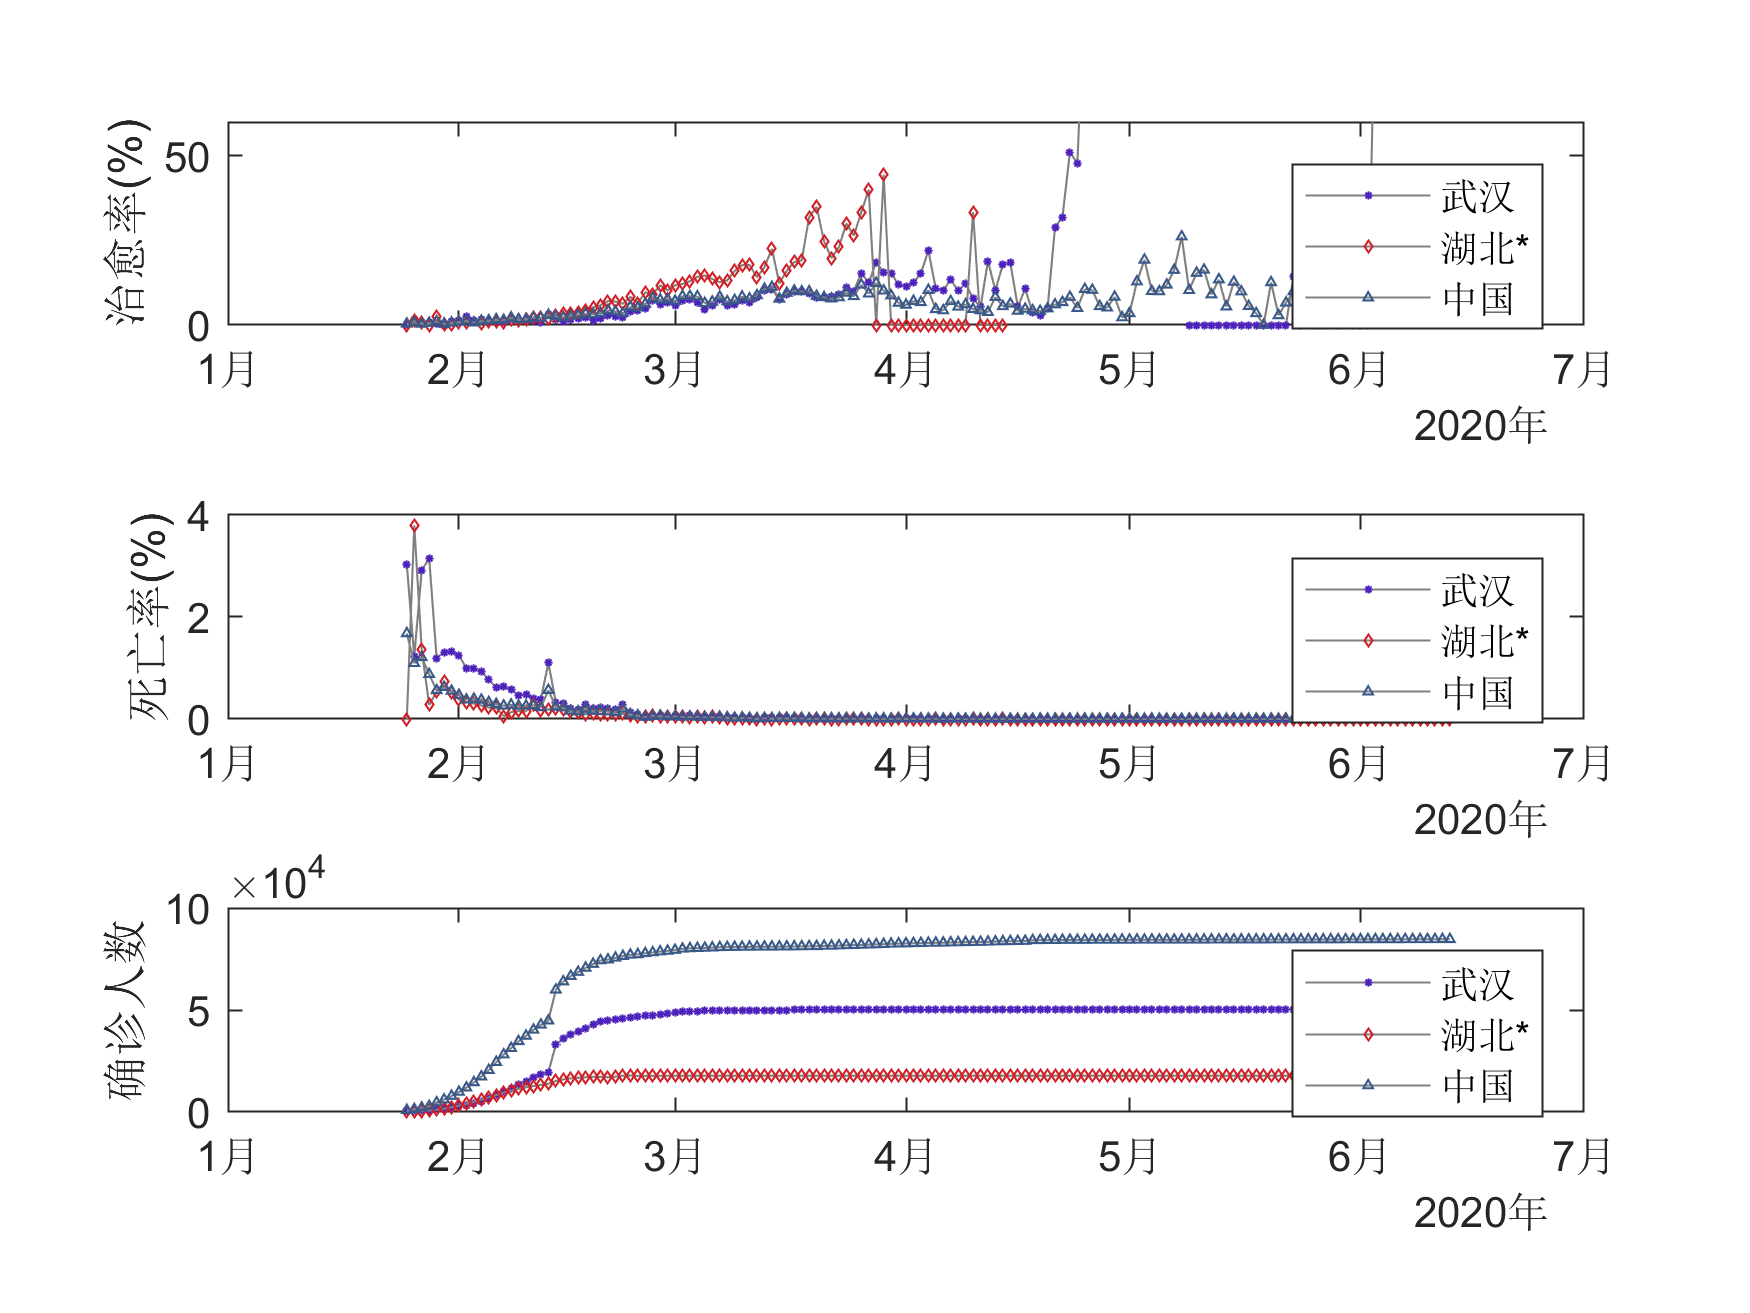 治愈率(%)
50
0
武汉
湖北*
中国
1月 2月 3月 4月 5月 6月 7月
2020年
死亡率(%)
4
2
0
武汉
湖北*
中国
1月 2月 3月 4月 5月 6月 7月
2020年
×10⁴
确诊人数
10
5
0
武汉
湖北*
中国
1月 2月 3月 4月 5月 6月 7月
2020年